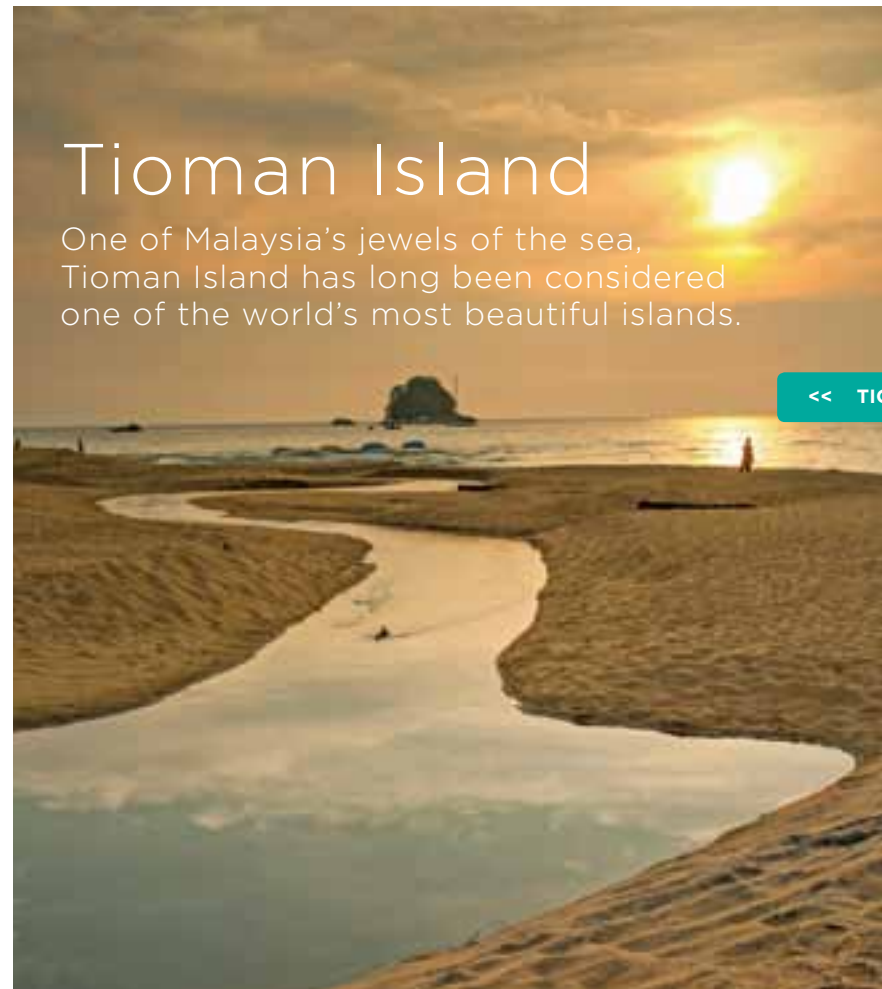 Tioman Island
One of Malaysia’s jewels of the sea,
Tioman Island has long been considered
one of the world’s most beautiful islands.
<<